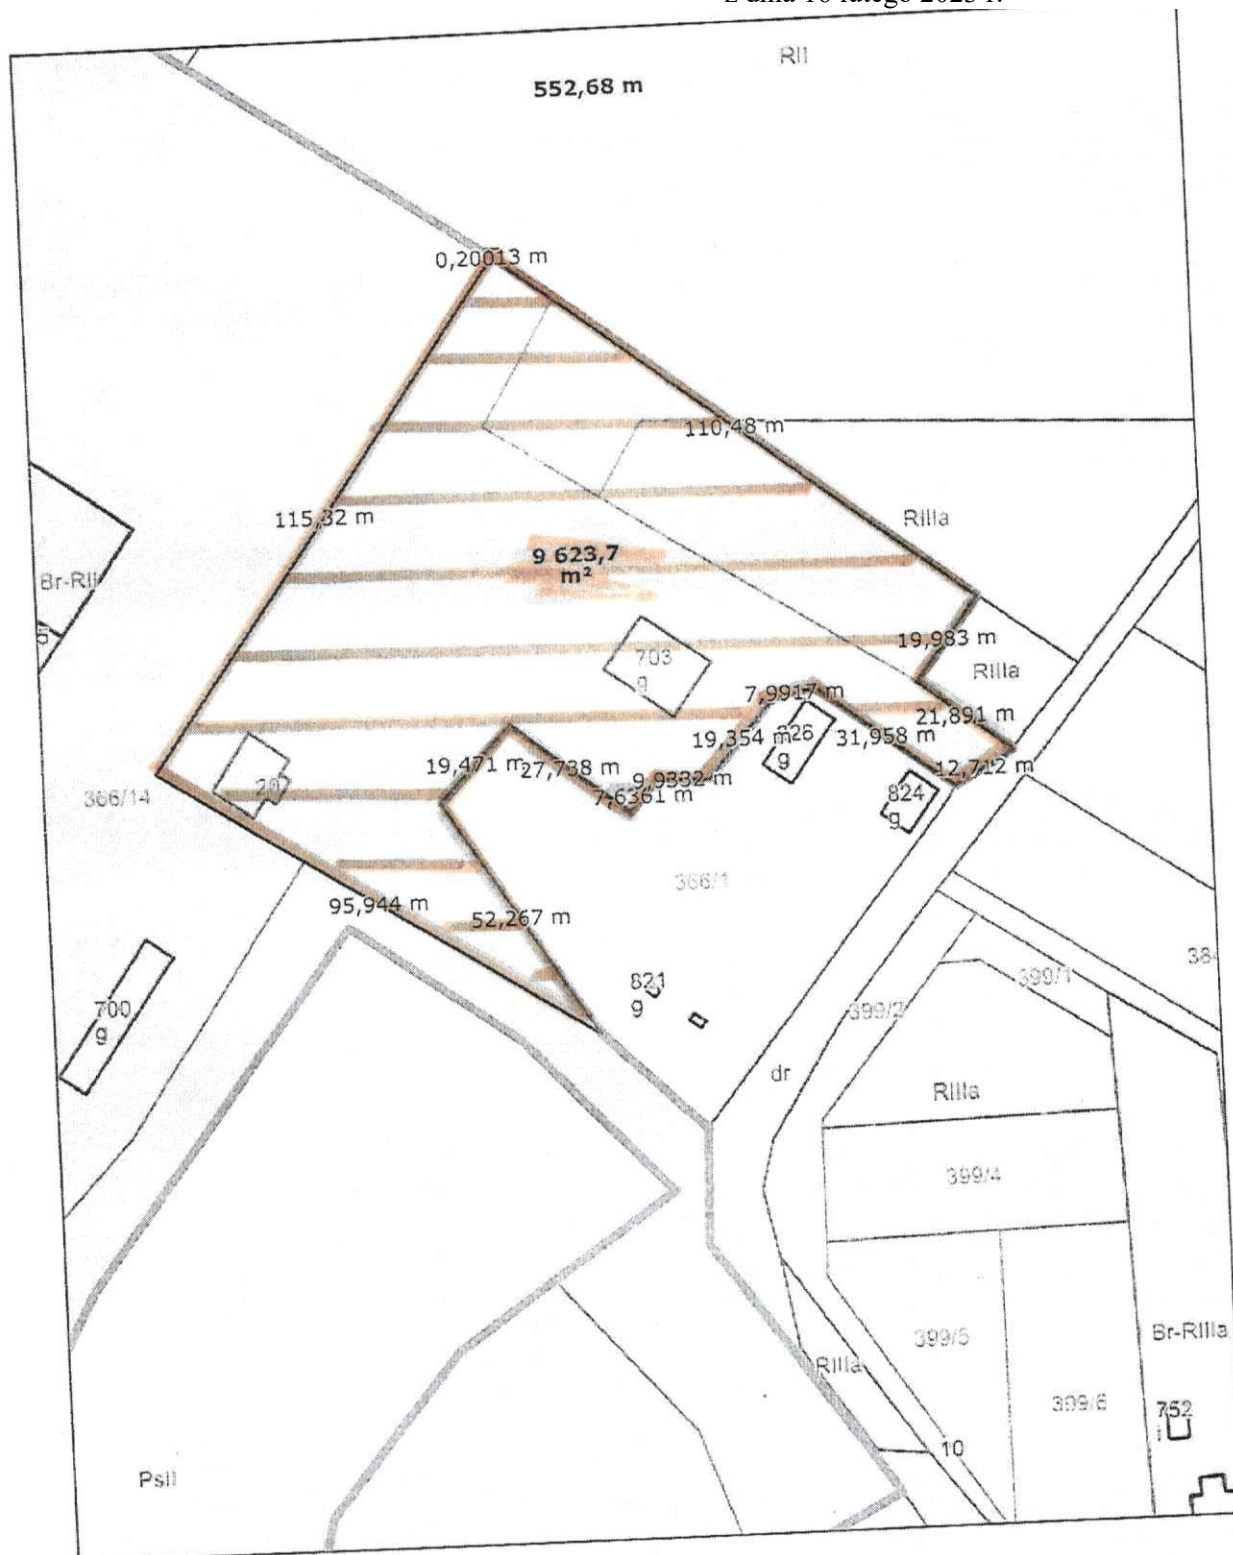 z dnia 16 lutego 2023 r.
RII
552,68 m
0,20013 m
110,48 m
115,32 m
RIIIa
9 623,7
m²
Br-RII
19,983 m
703
g
RIIIa
7,9917 m
21,891 m
19,354 m
31,958 m
g
19,471 m
27,738 m
9,9332 m
12,712 m
7,6361 m
366/14
824
g
366/1
95,944 m
52,267 m
821
g
399/1
399/2
700
g
dr
RIIIa
399/4
399/5
Br-RIIIa
RIIIa
399/6
752
i
10
PsII